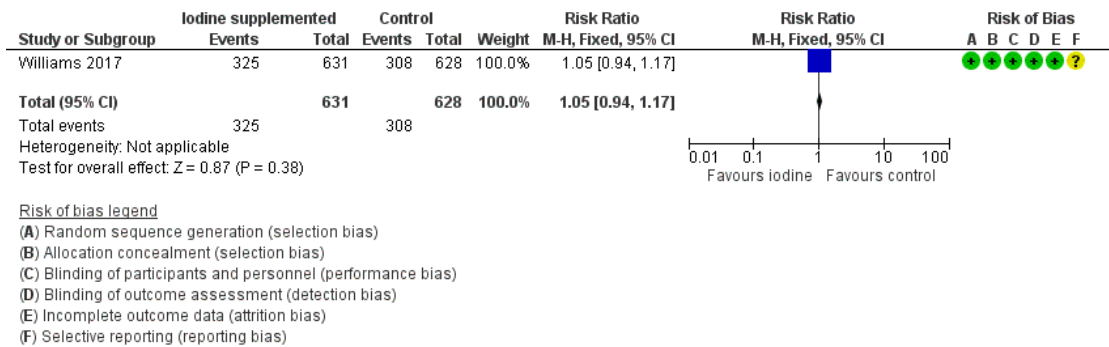 Iodine supplemented Control Risk Ratio Risk Ratio Risk of Bias
Study or Subgroup Events Total Events Total Weight M-H, Fixed, 95% CI M-H, Fixed, 95% CI A B C D E F
Williams 2017 325 631 308 628 100.0% 1.05 [0.94, 1.17] + + + + + ?
Total (95% CI) 631 628 100.0% 1.05 [0.94, 1.17]
Total events 325 308
Heterogeneity: Not applicable
Test for overall effect: Z = 0.87 (P = 0.38)
0.01 0.1 1 10 100
Favours iodine Favours control
Risk of bias legend
(A) Random sequence generation (selection bias)
(B) Allocation concealment (selection bias)
(C) Blinding of participants and personnel (performance bias)
(D) Blinding of outcome assessment (detection bias)
(E) Incomplete outcome data (attrition bias)
(F) Selective reporting (reporting bias)